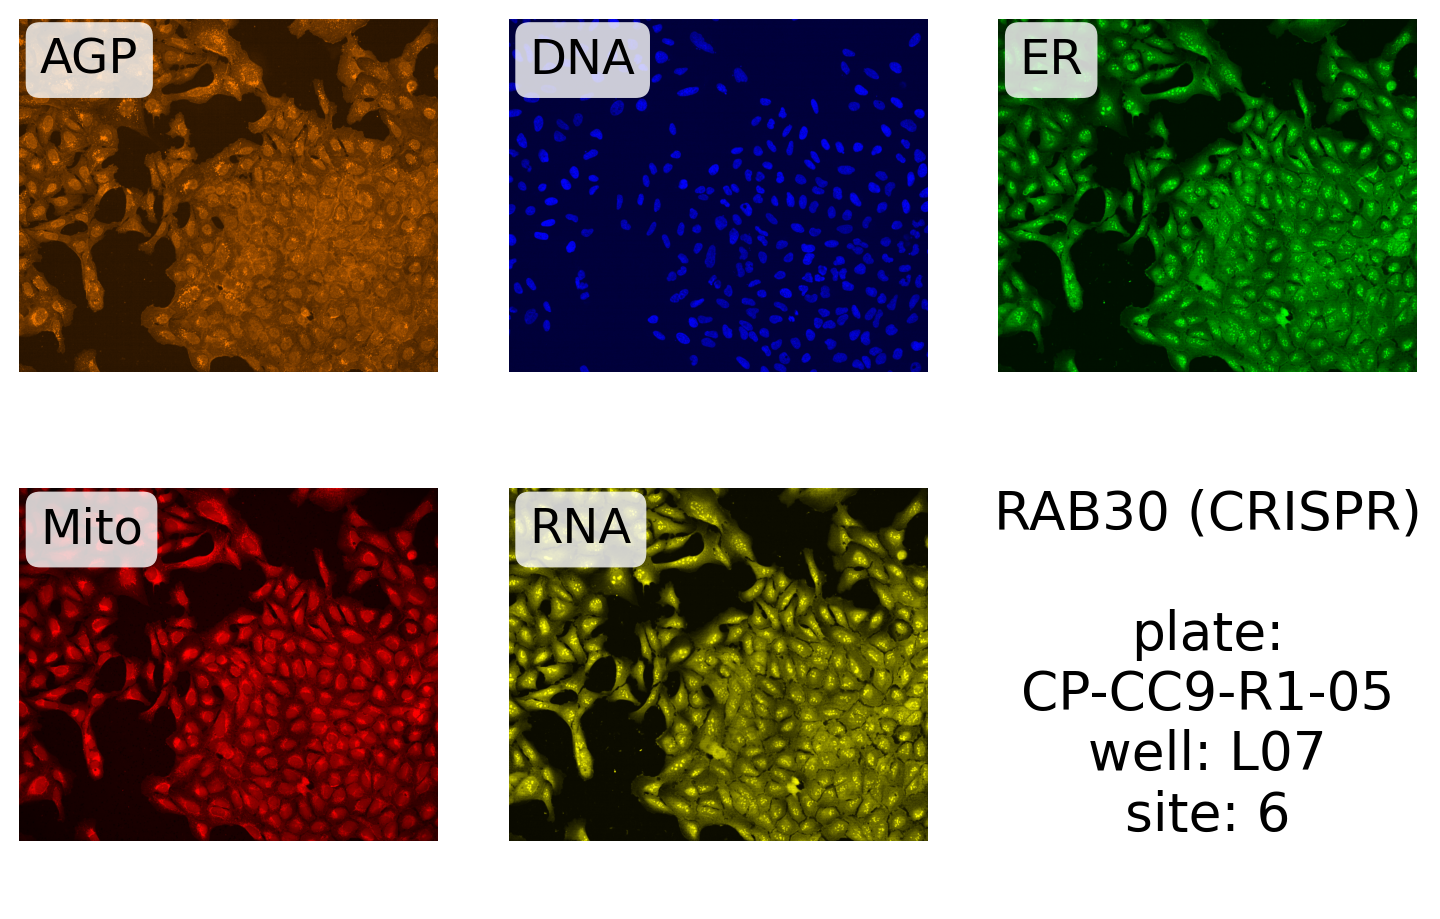 AGP
DNA
ER
Mito
RNA
RAB30 (CRISPR)
plate:
CP-CC9-R1-05
well: L07
site: 6